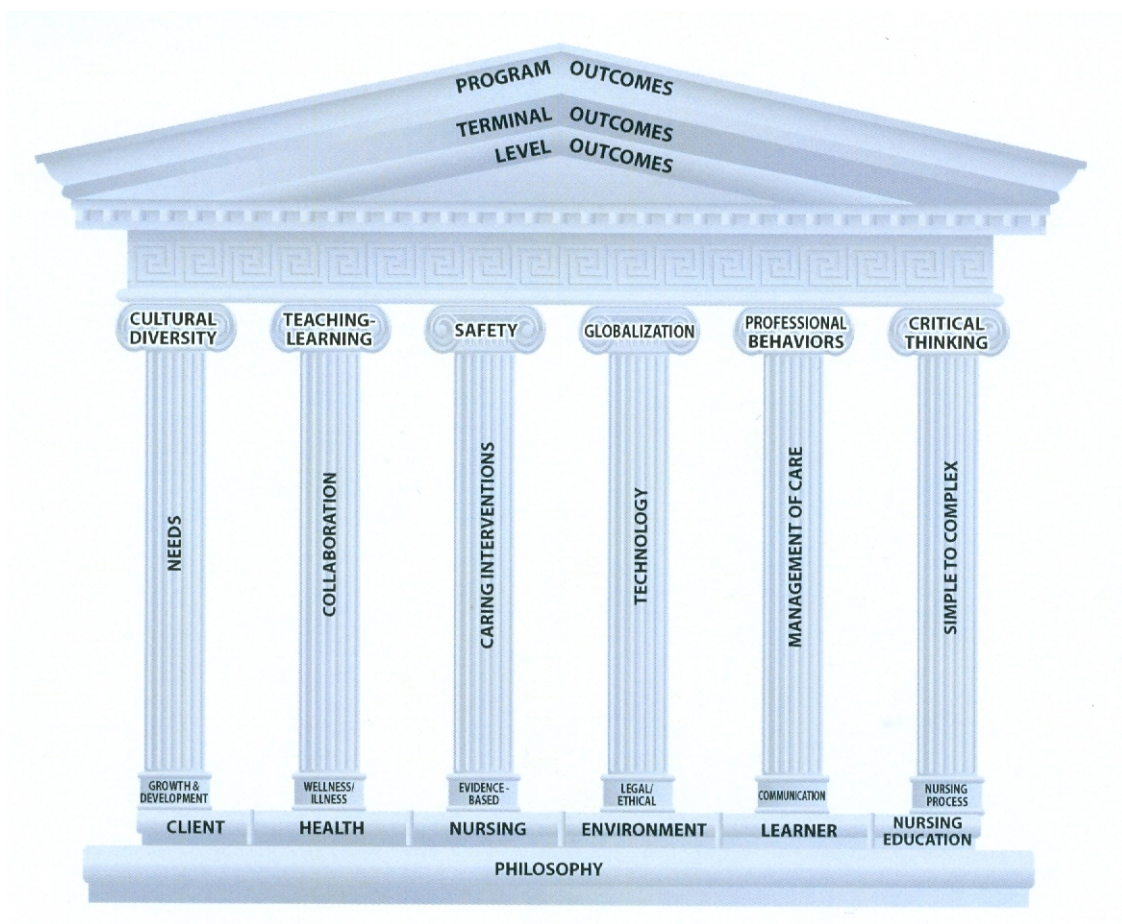 PROGRAM OUTCOMES
TERMINAL OUTCOMES
LEVEL OUTCOMES
CULTURAL
DIVERSITY
TEACHING-
LEARNING
SAFETY
GLOBALIZATION
PROFESSIONAL
BEHAVIORS
CRITICAL
THINKING
NEEDS
COLLABORATION
CARING INTERVENTIONS
TECHNOLOGY
MANAGEMENT OF CARE
SIMPLE TO COMPLEX
GROWTH &
DEVELOPMENT
WELLNESS/
ILLNESS
EVIDENCE-
BASED
LEGAL/
ETHICAL
COMMUNICATION
NURSING
PROCESS
CLIENT
HEALTH
NURSING
ENVIRONMENT
LEARNER
NURSING
EDUCATION
PHILOSOPHY